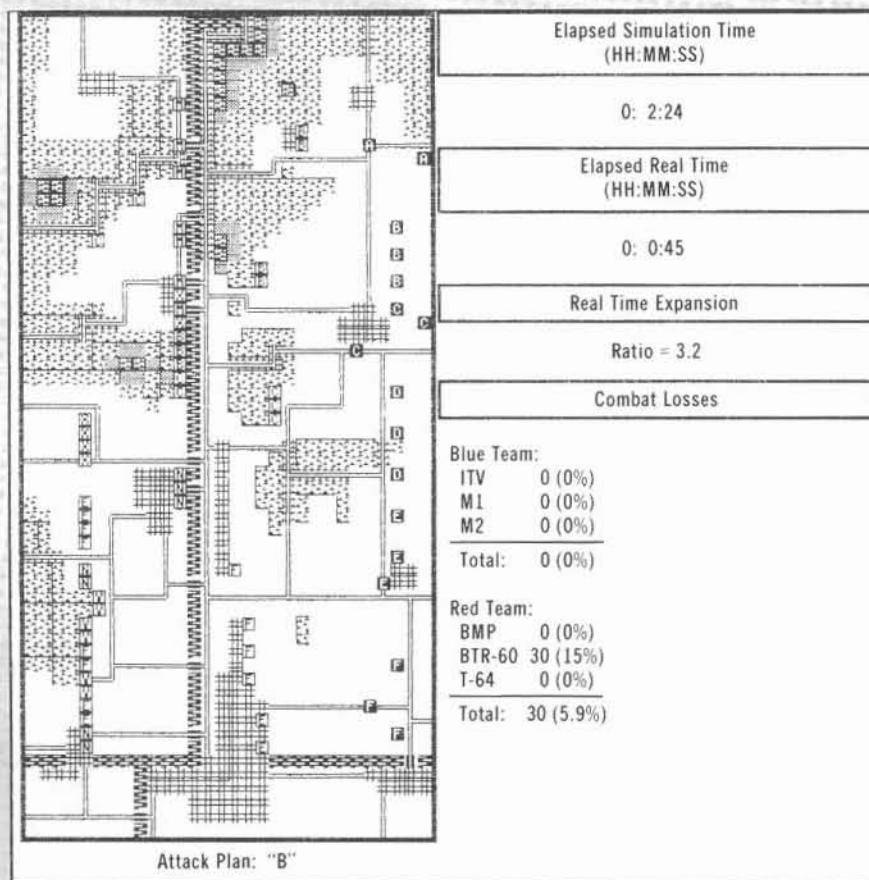 Elapsed Simulation Time
(HH:MM:SS)
0: 2:24
Elapsed Real Time
(HH:MM:SS)
0: 0:45
Real Time Expansion
Ratio = 3.2
Combat Losses
Blue Team:
ITV 0 (0%)
M1 0 (0%)
M2 0 (0%)
Total: 0 (0%)
Red Team:
BMP 0 (0%)
BTR-60 30 (15%)
T-64 0 (0%)
Total: 30 (5.9%)
A
B
B
B
C
C
C
D
D
D
E
E
E
F
F
F
Attack Plan: "B"